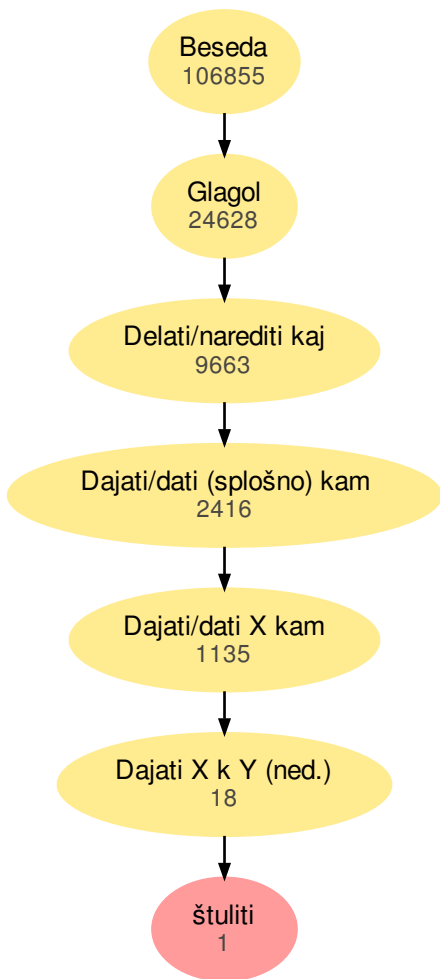 Beseda
106855
Glagol
24628
Delati/narediti kaj
9663
Dajati/dati (splošno) kam
2416
Dajati/dati X kam
1135
Dajati X k Y (ned.)
18
štuliti
1